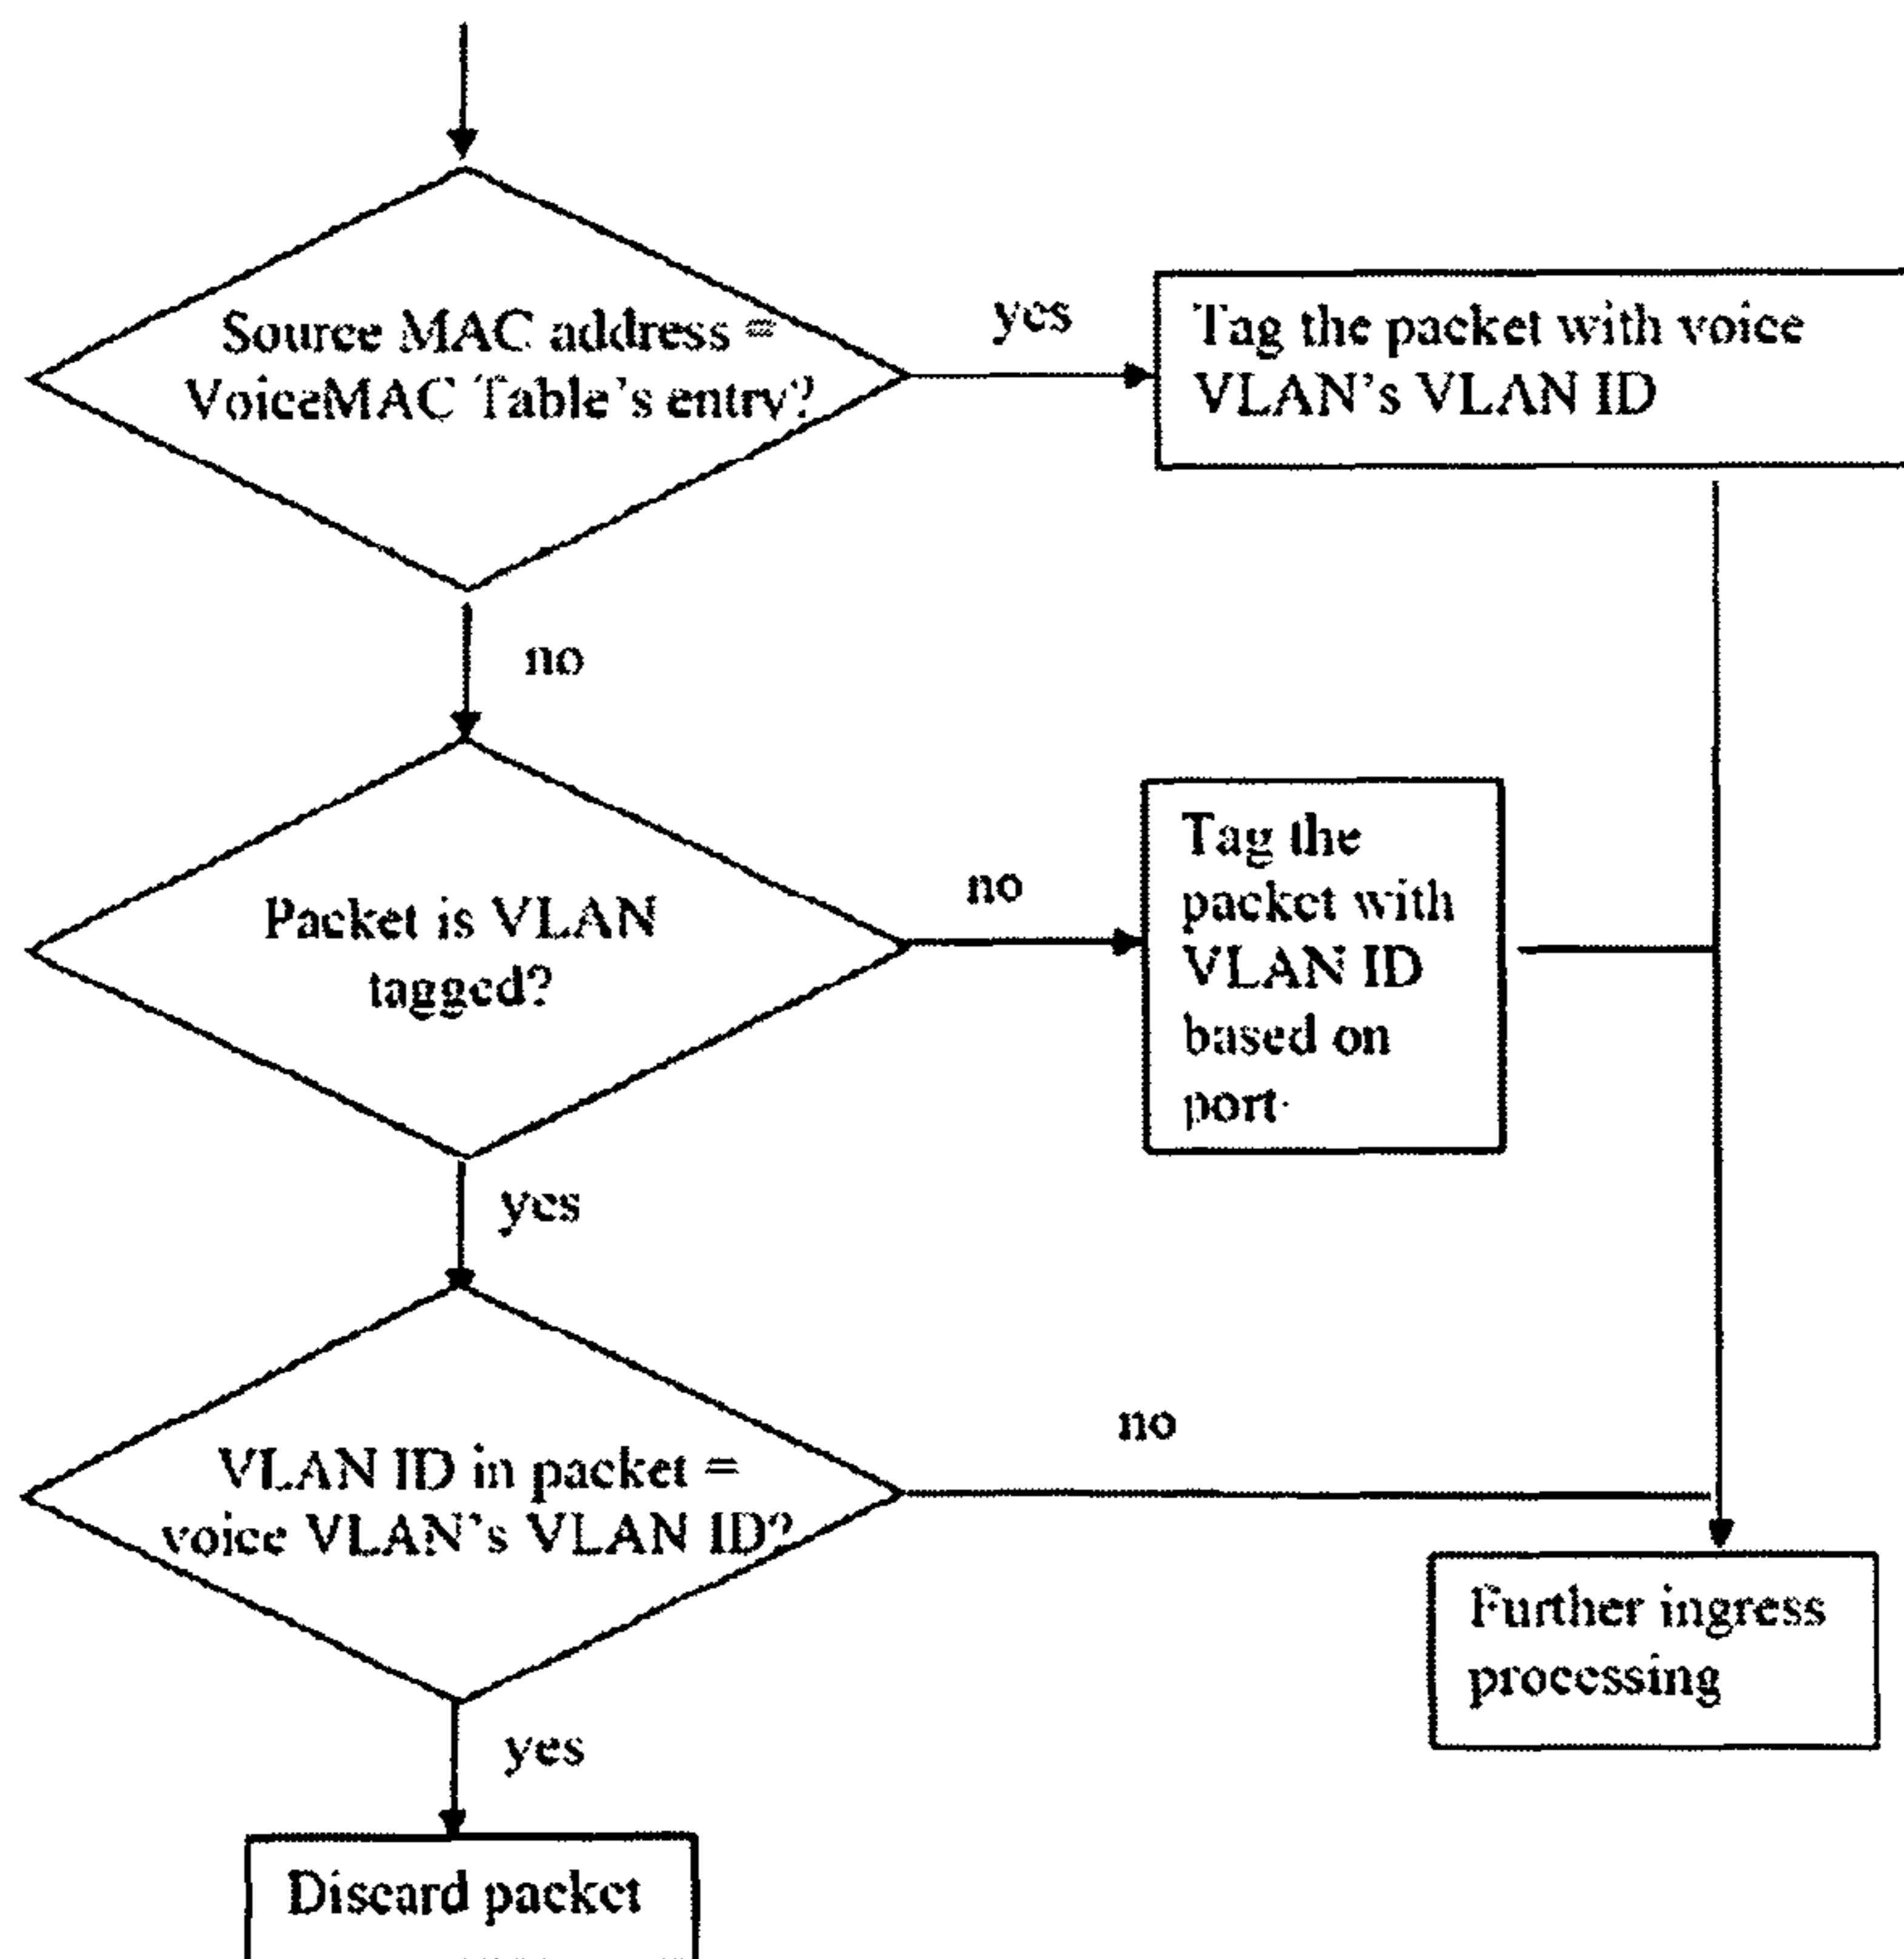 Source MAC address =
VoiceMAC Table's entry?
yes
Tag the packet with voice
VLAN's VLAN ID
no
Packet is VLAN
tagged?
no
Tag the
packet with
VLAN ID
based on
port
yes
VLAN ID in packet =
voice VLAN's VLAN ID?
no
Further ingress
processing
yes
Discard packet